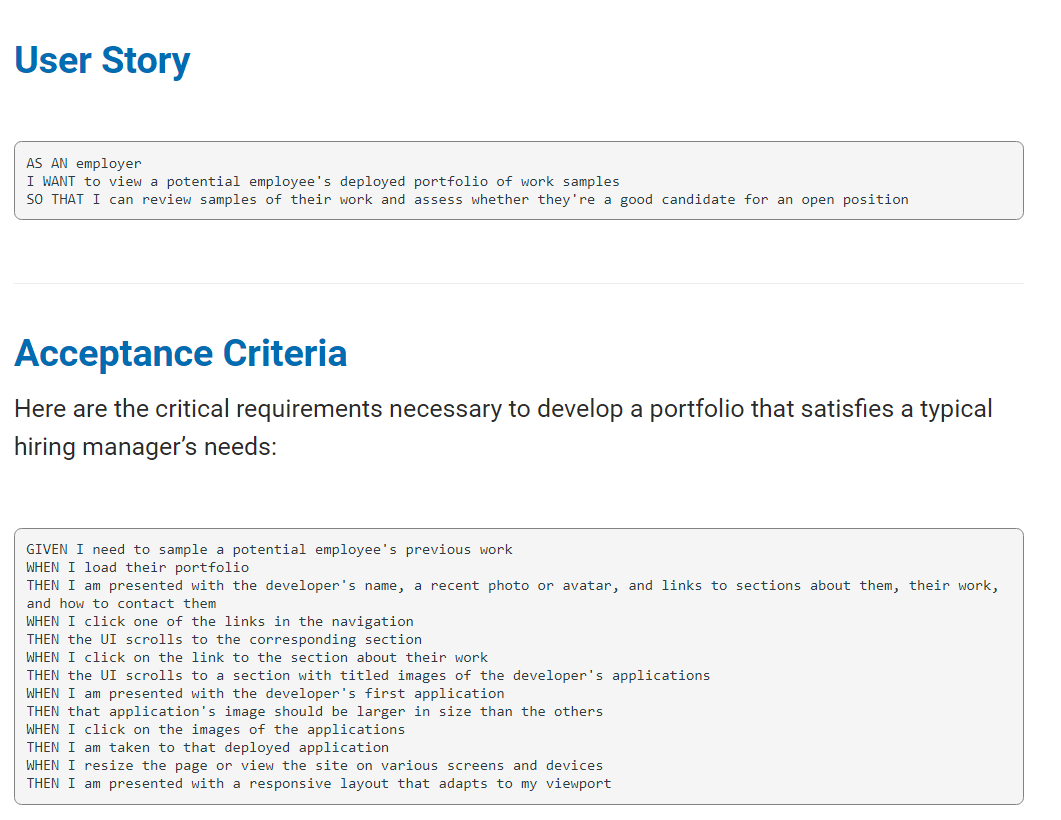 User Story
AS AN employer
I WANT to view a potential employee's deployed portfolio of work samples
SO THAT I can review samples of their work and assess whether they're a good candidate for an open position
Acceptance Criteria
Here are the critical requirements necessary to develop a portfolio that satisfies a typical
hiring manager’s needs:
GIVEN I need to sample a potential employee's previous work
WHEN I load their portfolio
THEN I am presented with the developer's name, a recent photo or avatar, and links to sections about them, their work,
and how to contact them
WHEN I click one of the links in the navigation
THEN the UI scrolls to the corresponding section
WHEN I click on the link to the section about their work
THEN the UI scrolls to a section with titled images of the developer's applications
WHEN I am presented with the developer's first application
THEN that application's image should be larger in size than the others
WHEN I click on the images of the applications
THEN I am taken to that deployed application
WHEN I resize the page or view the site on various screens and devices
THEN I am presented with a responsive layout that adapts to my viewport